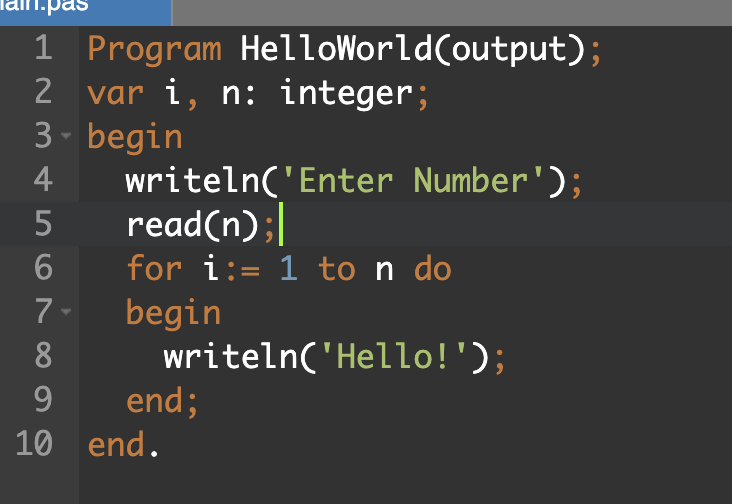 ain.pas
1 Program HelloWorld(output);
2 var i, n: integer;
3 begin
4   writeln('Enter Number');
5   read(n);
6   for i:= 1 to n do
7   begin
8     writeln('Hello!');
9   end;
10 end.